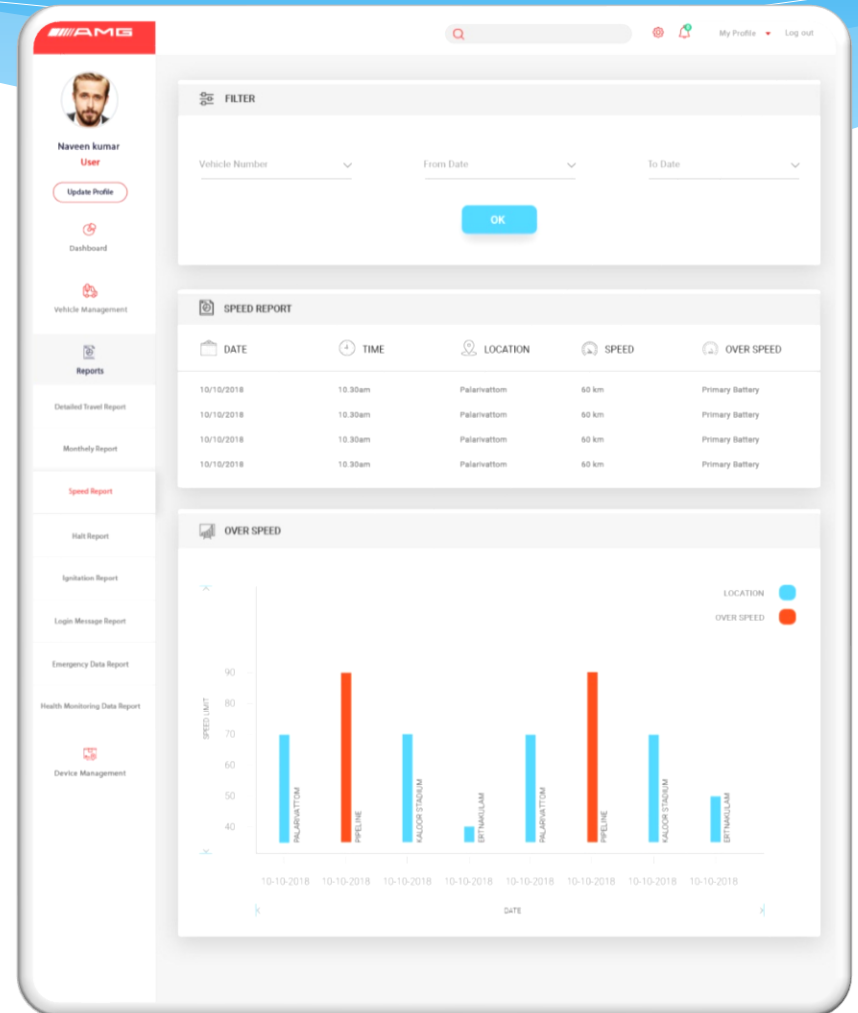 AMG
My Profile
Log out
Naveen kumar
User
Update Profile
Dashboard
Vehicle Management
Reports
Detailed Travel Report
Monthely Report
Speed Report
Halt Report
Ignitation Report
Login Message Report
Emergency Data Report
Health Monitoring Data Report
Device Management
FILTER
Vehicle Number From Date To Date
OK
SPEED REPORT
DATE TIME LOCATION SPEED OVER SPEED
10/10/2018 10.30am Palarivattom 60 km Primary Battery
10/10/2018 10.30am Palarivattom 60 km Primary Battery
10/10/2018 10.30am Palarivattom 60 km Primary Battery
10/10/2018 10.30am Palarivattom 60 km Primary Battery
OVER SPEED
LOCATION
OVER SPEED
SPEED LIMIT
90
80
70
60
50
40
PALARIVATTOM
PIPELINE
KALOOR STADIUM
ERTNAKULAM
PALARIVATTOM
PIPELINE
KALOOR STADIUM
ERTNAKULAM
10-10-2018 10-10-2018 10-10-2018 10-10-2018 10-10-2018 10-10-2018 10-10-2018 10-10-2018
DATE